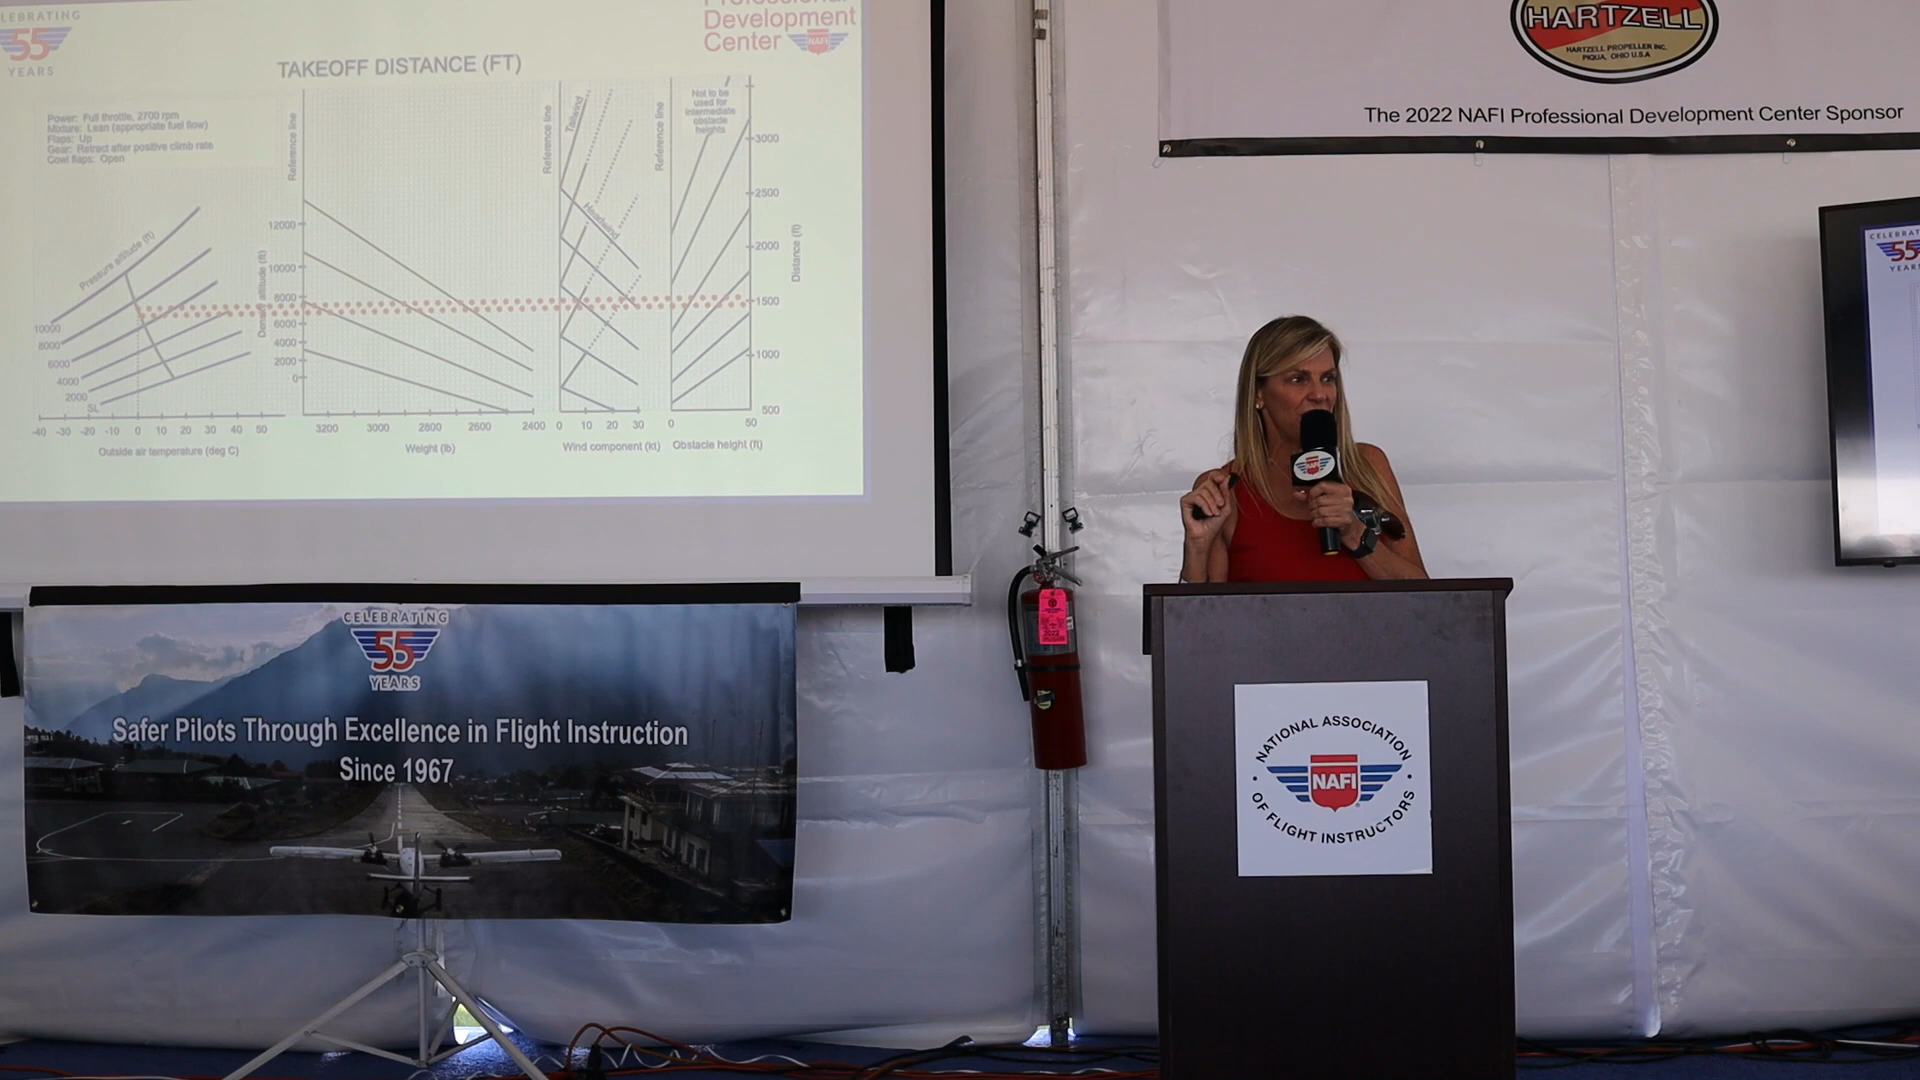 CELEBRATING
55
YEARS
Development
Center
NAFI
TAKEOFF DISTANCE (FT)
Power: Full throttle, 2700 rpm
Mixture: Lean (appropriate fuel flow)
Flaps: Up
Gear: Retract after positive climb rate
Cowl flaps: Open
Reference line
Reference line
Reference line
Tailwind
Headwind
Not to be
used for
intermediate
obstacle
heights
Pressure altitude (ft)
10000
8000
6000
4000
2000
SL
-40 -30 -20 -10 0 10 20 30 40 50
Outside air temperature (deg C)
12000
10000
8000
6000
4000
2000
0
Density altitude (ft)
3200 3000 2800 2600 2400
Weight (lb)
0 10 20 30
Wind component (kt)
0 50
Obstacle height (ft)
3000
2500
2000
1500
1000
500
Distance (ft)
HARTZELL
HARTZELL PROPELLER INC.
PIQUA, OHIO U.S.A
The 2022 NAFI Professional Development Center Sponsor
CELEBRAT
55
YEAR
NAFI
2022
CELEBRATING
55
YEARS
Safer Pilots Through Excellence in Flight Instruction
Since 1967
NATIONAL ASSOCIATION
NAFI
OF FLIGHT INSTRUCTORS